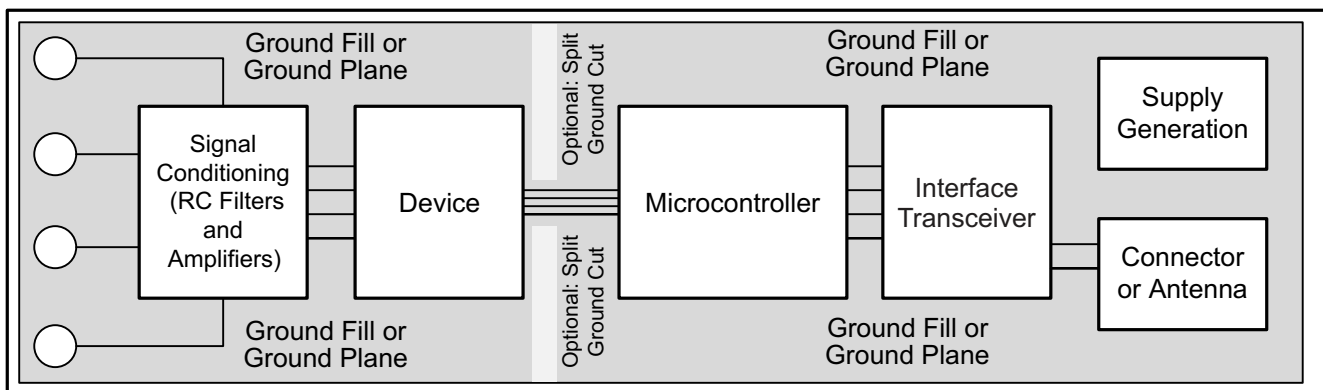 Ground Fill or
Ground Plane
Optional: Split
Ground Cut
Ground Fill or
Ground Plane
Supply
Generation
Signal
Conditioning
(RC Filters
and
Amplifiers)
Device
Microcontroller
Interface
Transceiver
Connector
or Antenna
Ground Fill or
Ground Plane
Optional: Split
Ground Cut
Ground Fill or
Ground Plane